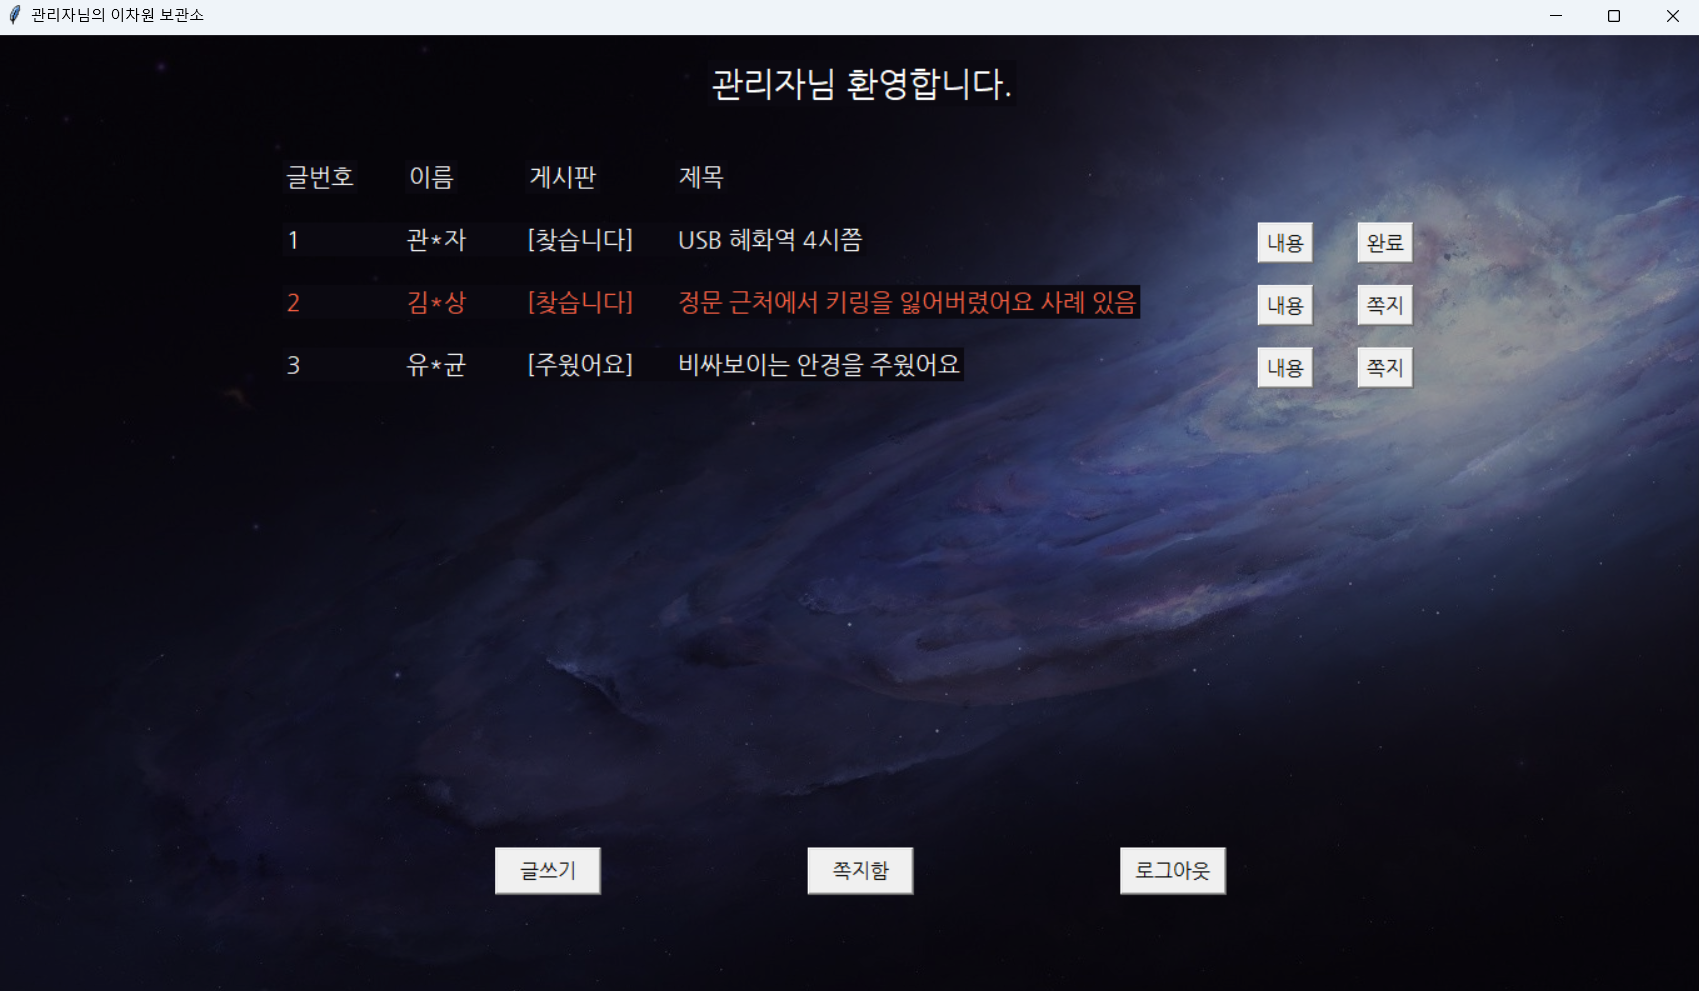 관리자님의 이차원 보관소
관리자님 환영합니다.
글번호 이름 게시판 제목
1 관*자 [찾습니다] USB 혜화역 4시쯤 내용 완료
2 김*상 [찾습니다] 정문 근처에서 키링을 잃어버렸어요 사례 있음 내용 쪽지
3 유*균 [주웠어요] 비싸보이는 안경을 주웠어요 내용 쪽지
글쓰기 쪽지함 로그아웃